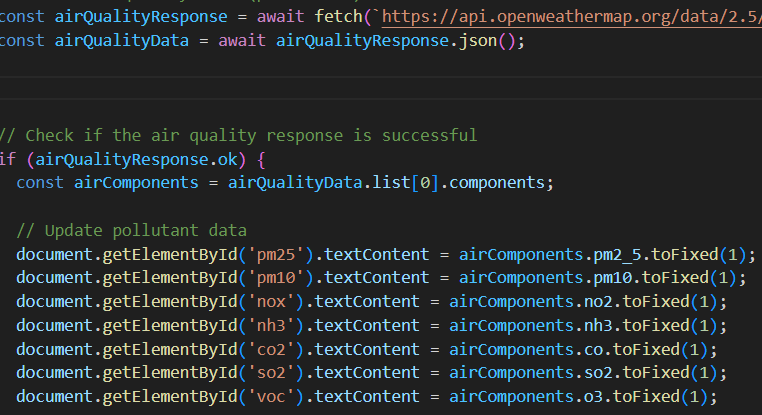 const airQualityResponse = await fetch(`https://api.openweathermap.org/data/2.5/
const airQualityData = await airQualityResponse.json();
// Check if the air quality response is successful
if (airQualityResponse.ok) {
const airComponents = airQualityData.list[0].components;
// Update pollutant data
document.getElementById('pm25').textContent = airComponents.pm2_5.toFixed(1);
document.getElementById('pm10').textContent = airComponents.pm10.toFixed(1);
document.getElementById('nox').textContent = airComponents.no2.toFixed(1);
document.getElementById('nh3').textContent = airComponents.nh3.toFixed(1);
document.getElementById('co2').textContent = airComponents.co.toFixed(1);
document.getElementById('so2').textContent = airComponents.so2.toFixed(1);
document.getElementById('voc').textContent = airComponents.o3.toFixed(1);